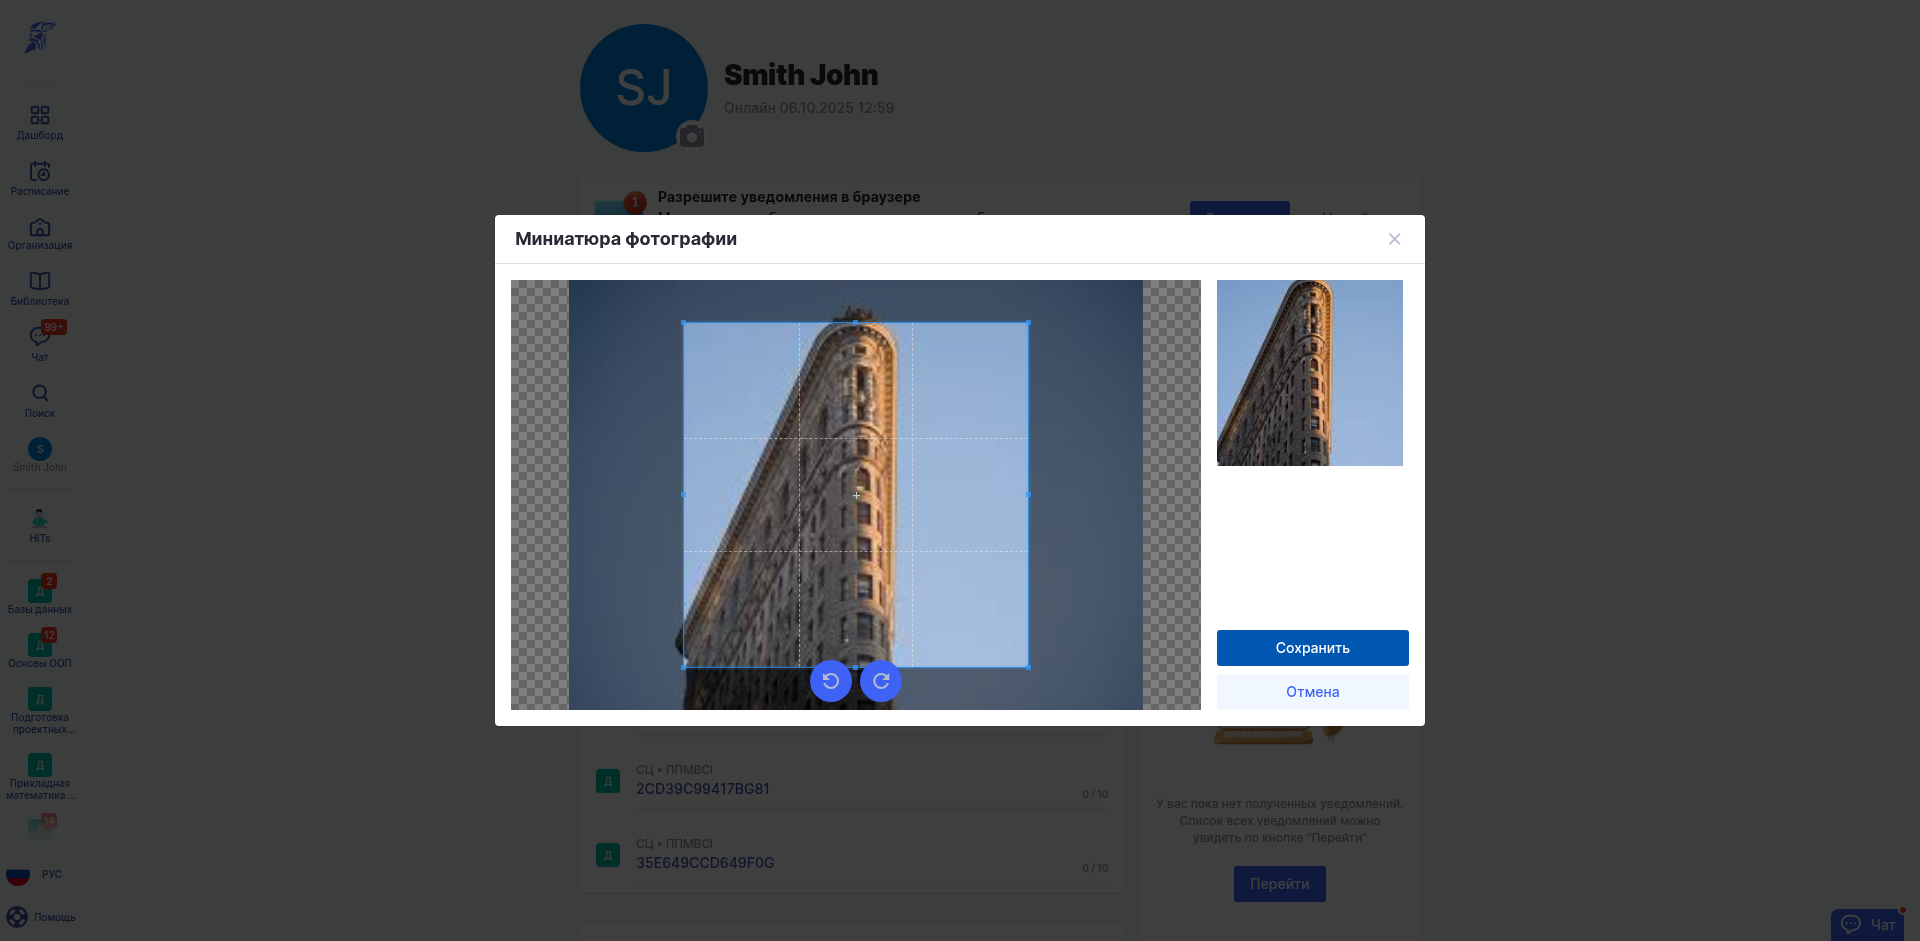 SJ
Smith John
Онлайн 06.10.2025 12:59
Дашборд
Расписание
Организация
Библиотека
99+
Чат
Поиск
S
Smith John
HITs
2
Д
Базы данных
12
Д
Основы ООП
Д
Подготовка
проектных...
Д
Прикладная
математика ...
14
РУС
Помощь
1
Разрешите уведомления в браузере
Миниатюра фотографии
Сохранить
Отмена
Д
СЦ • ППМВСІ
2CD39C99417BG81
0 / 10
Д
СЦ • ППМВСІ
35E649CCD649F0G
0 / 10
У вас пока нет полученных уведомлений.
Список всех уведомлений можно
увидеть по кнопке "Перейти"
Перейти
Чат